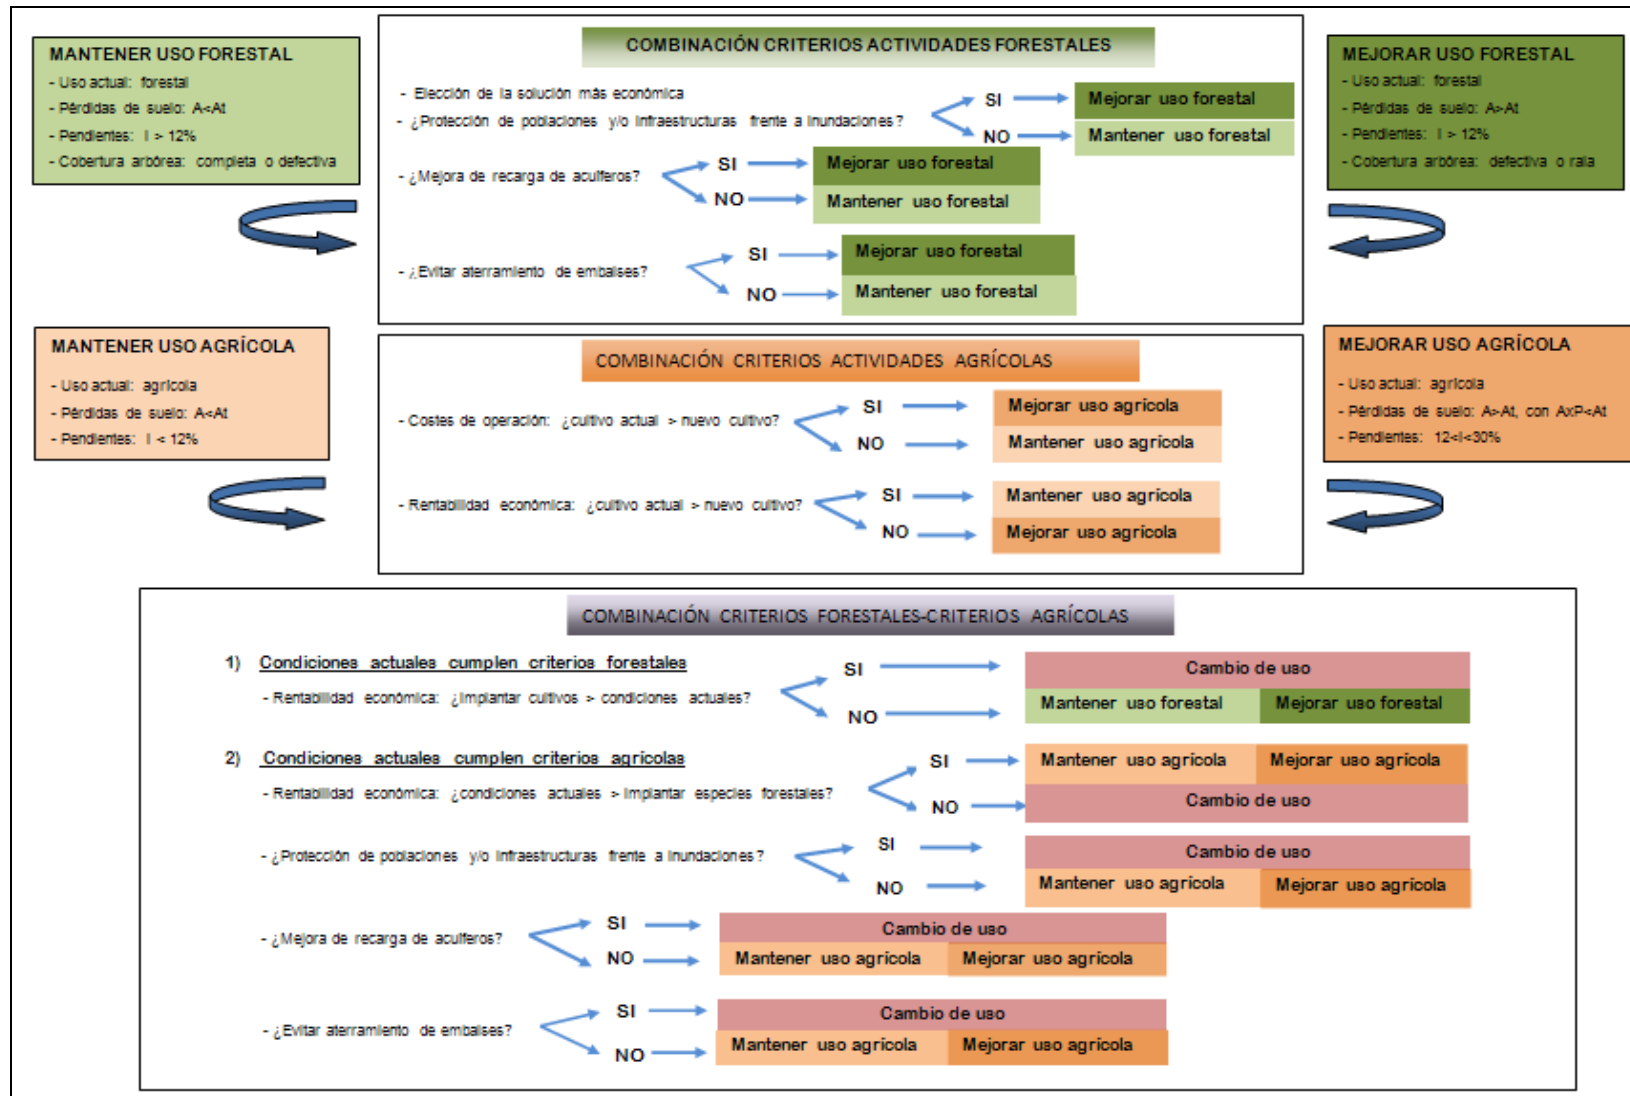 MANTENER USO FORESTAL
- Uso actual: forestal
- Pérdidas de suelo: A<At
- Pendientes: I > 12%
- Cobertura arbórea: completa o defectiva
COMBINACIÓN CRITERIOS ACTIVIDADES FORESTALES
- Elección de la solución más económica
- ¿Protección de poblaciones y/o infraestructuras frente a inundaciones?
SI
Mejorar uso forestal
NO
Mantener uso forestal
- ¿Mejora de recarga de acuíferos?
SI
Mejorar uso forestal
NO
Mantener uso forestal
- ¿Evitar aterramiento de embalses?
SI
Mejorar uso forestal
NO
Mantener uso forestal
MEJORAR USO FORESTAL
- Uso actual: forestal
- Pérdidas de suelo: A>At
- Pendientes: I > 12%
- Cobertura arbórea: defectiva o rala
MANTENER USO AGRÍCOLA
- Uso actual: agrícola
- Pérdidas de suelo: A<At
- Pendientes: I < 12%
COMBINACIÓN CRITERIOS ACTIVIDADES AGRÍCOLAS
- Costes de operación: ¿cultivo actual > nuevo cultivo?
SI
Mejorar uso agrícola
NO
Mantener uso agrícola
- Rentabilidad económica: ¿cultivo actual > nuevo cultivo?
SI
Mantener uso agrícola
NO
Mejorar uso agrícola
MEJORAR USO AGRÍCOLA
- Uso actual: agrícola
- Pérdidas de suelo: A>At, con AxP<At
- Pendientes: 12<I<30%
COMBINACIÓN CRITERIOS FORESTALES-CRITERIOS AGRÍCOLAS
1) Condiciones actuales cumplen criterios forestales
- Rentabilidad económica: ¿Implantar cultivos > condiciones actuales?
SI
Cambio de uso
NO
Mantener uso forestal Mejorar uso forestal
2) Condiciones actuales cumplen criterios agrícolas
- Rentabilidad económica: ¿condiciones actuales > Implantar especies forestales?
SI
Mantener uso agrícola Mejorar uso agrícola
NO
Cambio de uso
- ¿Protección de poblaciones y/o infraestructuras frente a inundaciones?
SI
Cambio de uso
NO
Mantener uso agrícola Mejorar uso agrícola
- ¿Mejora de recarga de acuíferos?
SI
Cambio de uso
NO
Mantener uso agrícola Mejorar uso agrícola
- ¿Evitar aterramiento de embalses?
SI
Cambio de uso
NO
Mantener uso agrícola Mejorar uso agrícola